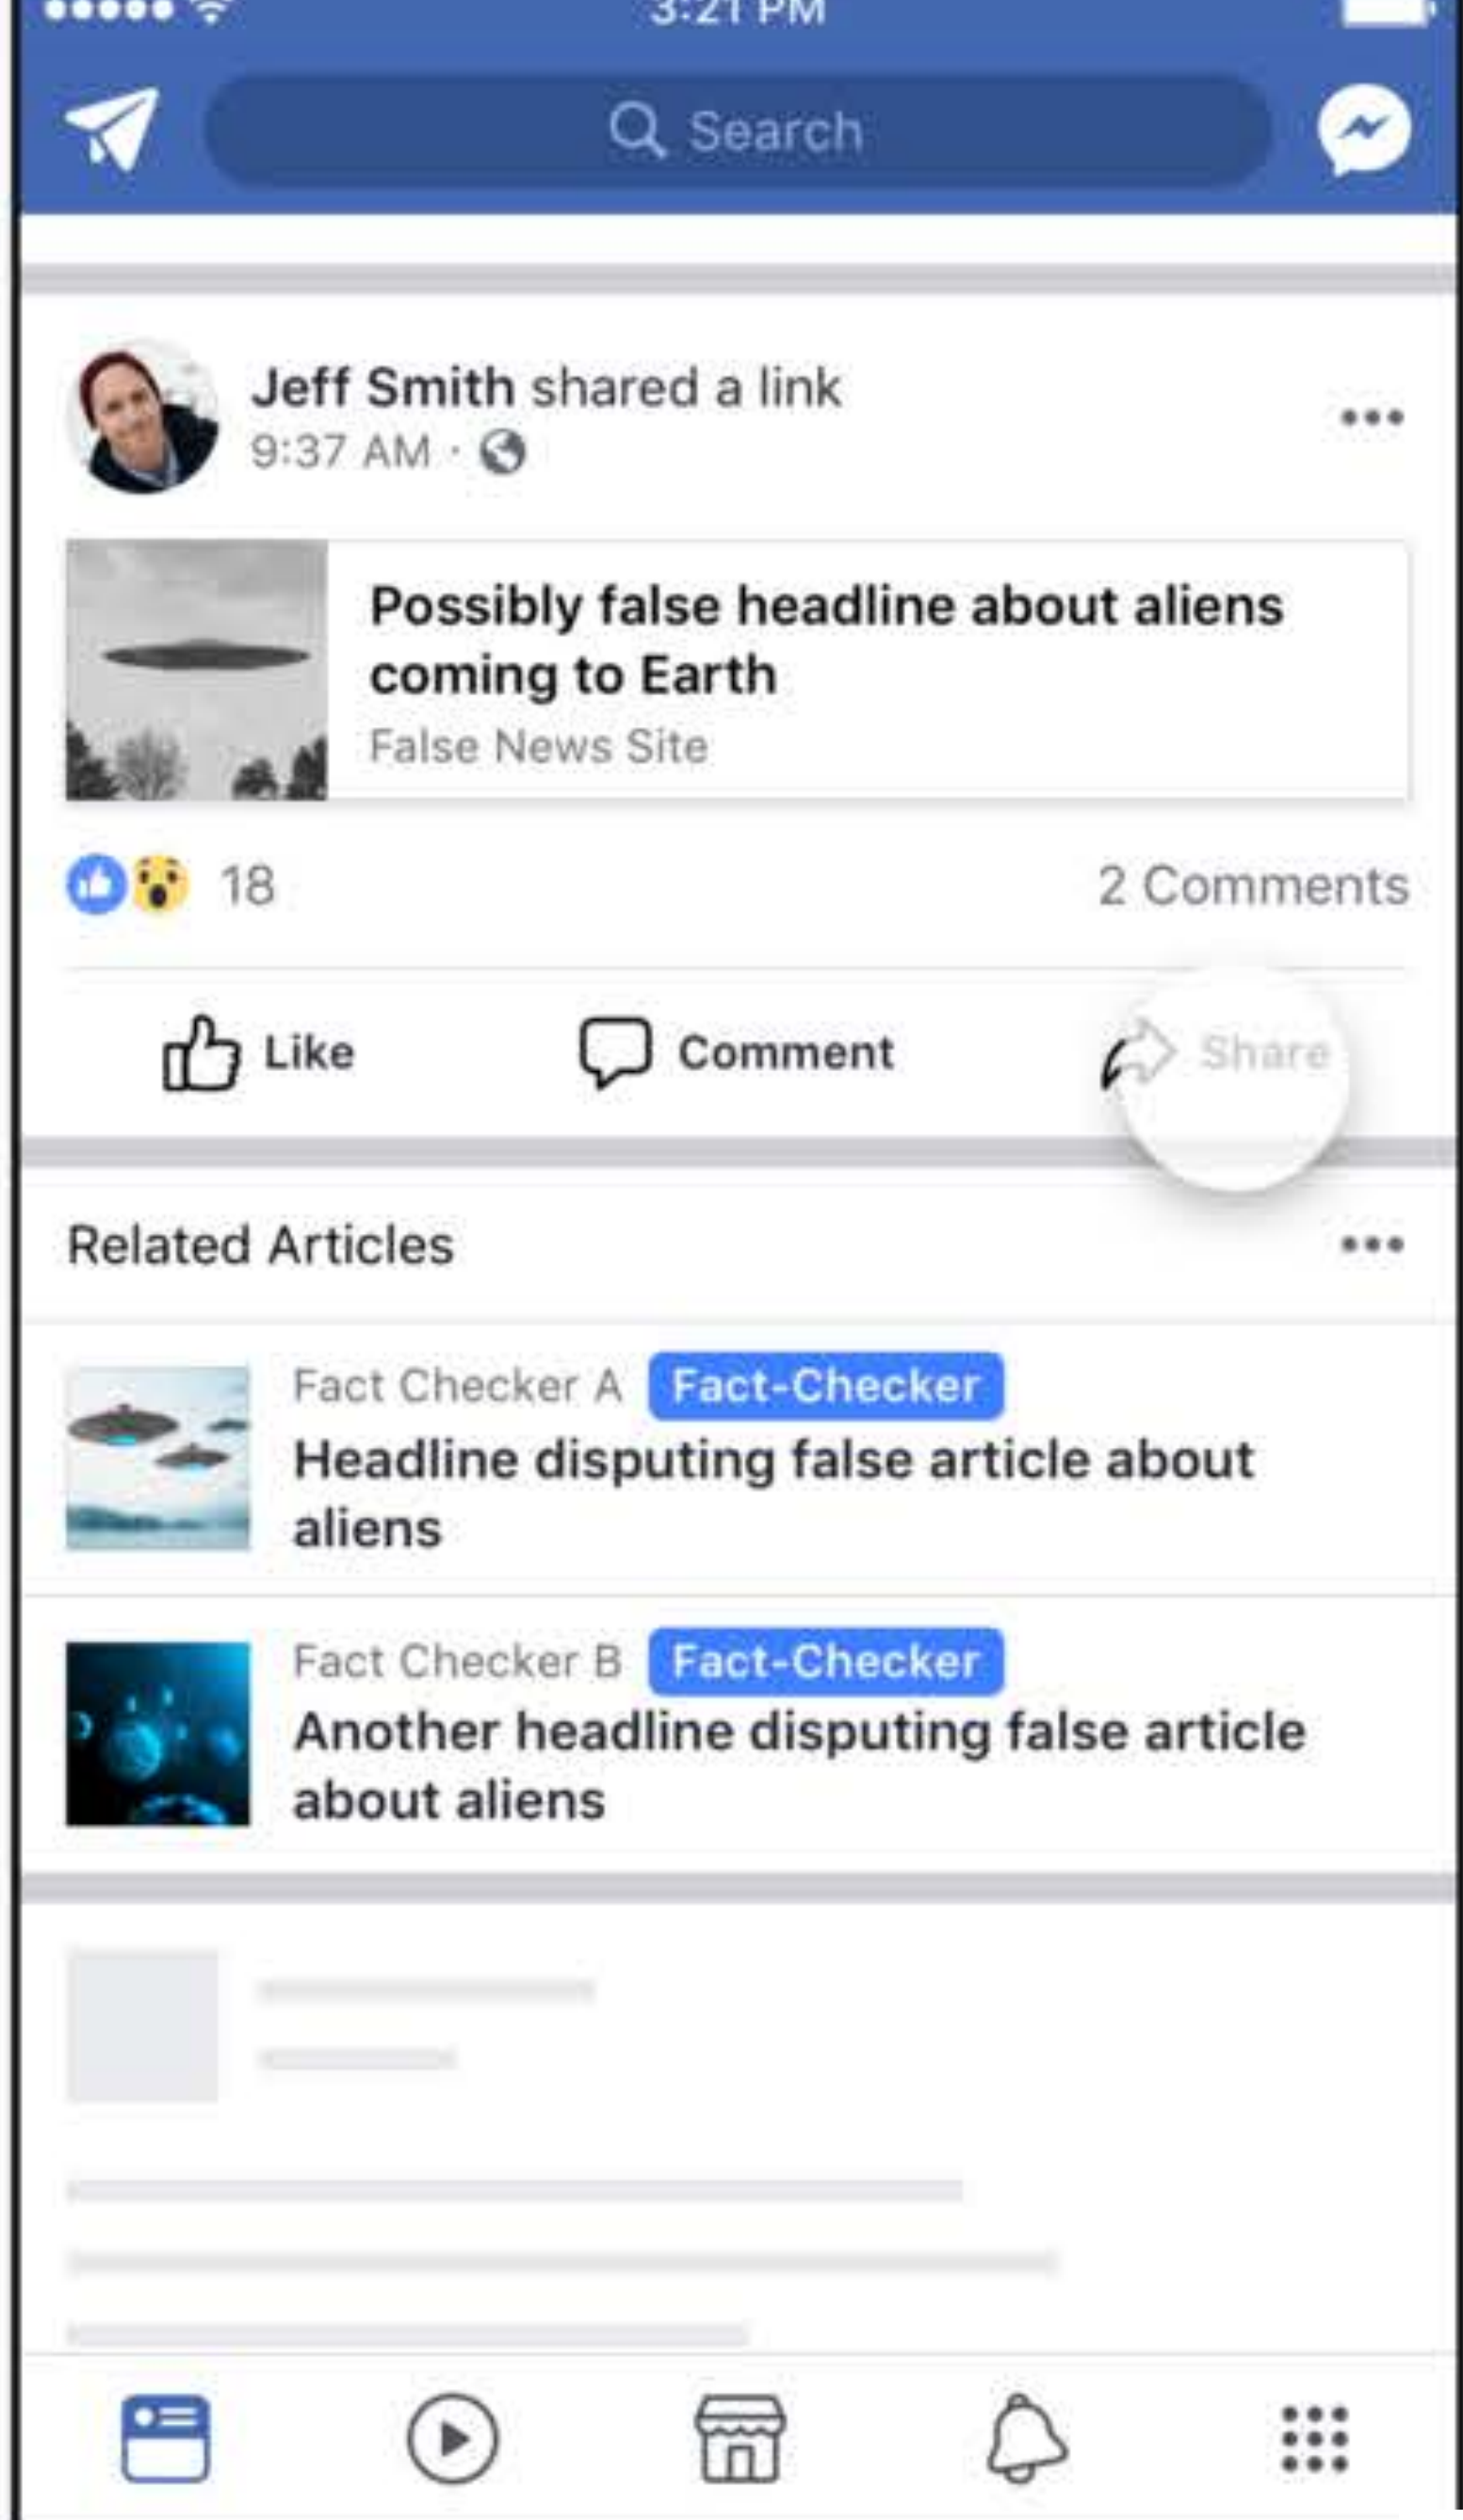 3:21 PM
Search
Jeff Smith shared a link
9:37 AM ·
Possibly false headline about aliens
coming to Earth
False News Site
18
2 Comments
Like
Comment
Share
Related Articles
Fact Checker A Fact-Checker
Headline disputing false article about
aliens
Fact Checker B Fact-Checker
Another headline disputing false article
about aliens